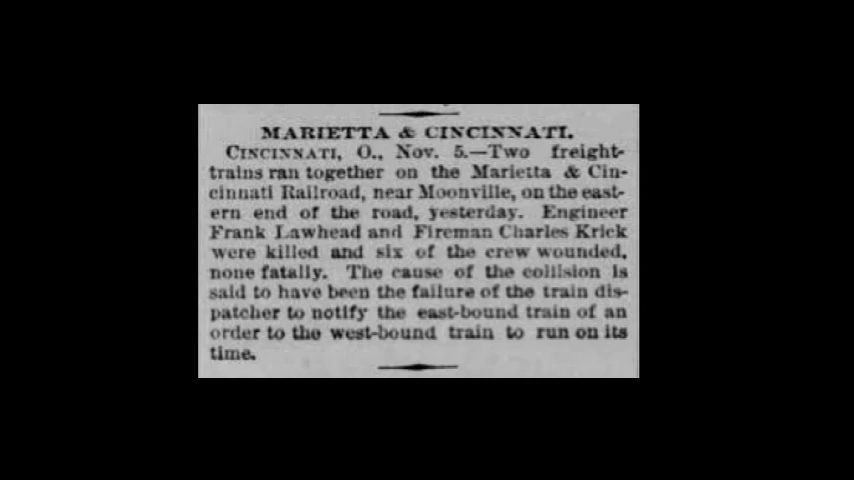 MARIETTA & CINCINNATI.
CINCINNATI, O., Nov. 5.—Two freight-
trains ran together on the Marietta & Cin-
cinnati Railroad, near Moonville, on the east-
ern end of the road, yesterday. Engineer
Frank Lawhead and Fireman Charles Krick
were killed and six of the crew wounded,
none fatally. The cause of the collision is
said to have been the failure of the train dis-
patcher to notify the east-bound train of an
order to the west-bound train to run on its
time.